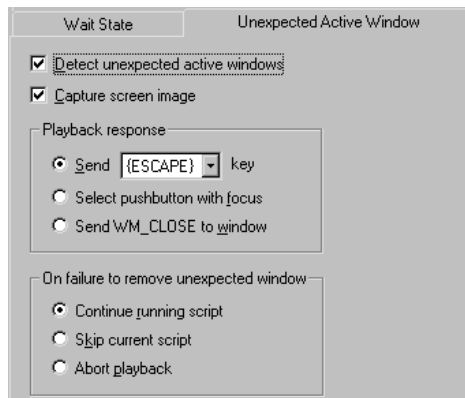 Wait State
Unexpected Active Window
Detect unexpected active windows
Capture screen image
Playback response
Send {ESCAPE} key
Select pushbutton with focus
Send WM_CLOSE to window
On failure to remove unexpected window
Continue running script
Skip current script
Abort playback